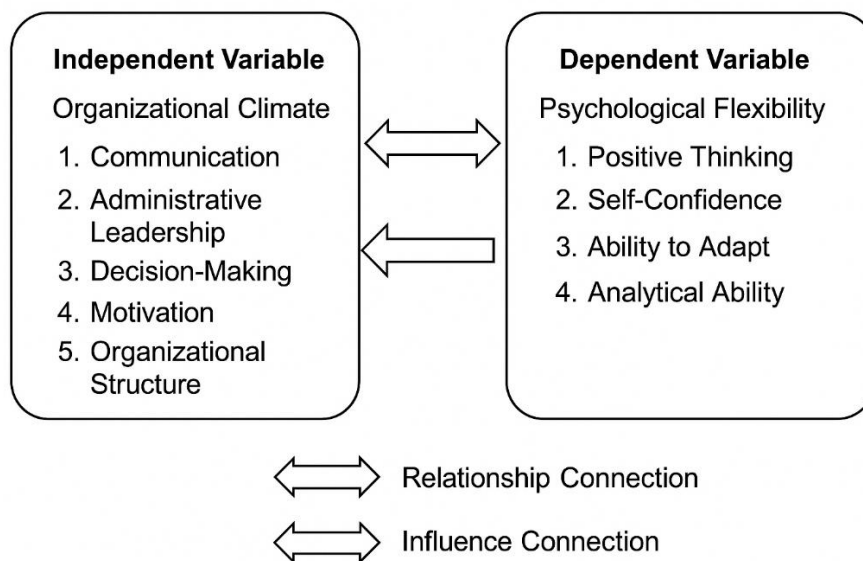 Independent Variable
Organizational Climate
1. Communication
2. Administrative
Leadership
3. Decision-Making
4. Motivation
5. Organizational
Structure
Dependent Variable
Psychological Flexibility
1. Positive Thinking
2. Self-Confidence
3. Ability to Adapt
4. Analytical Ability
Relationship Connection
Influence Connection